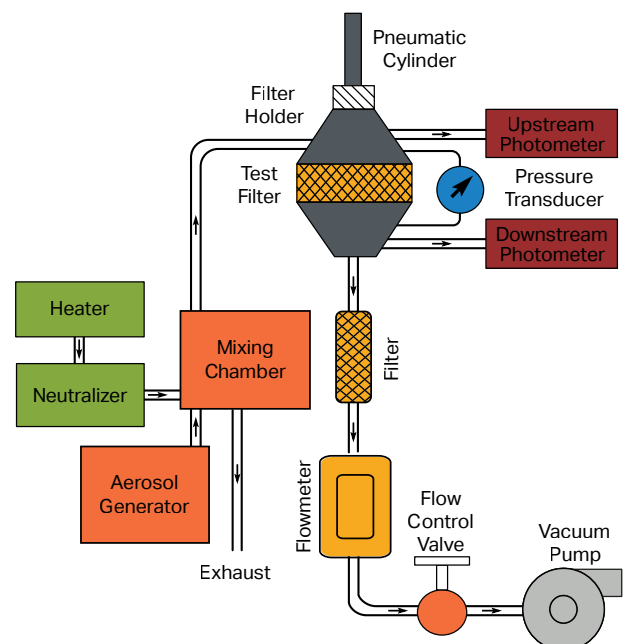 Pneumatic
Cylinder
Filter
Holder
Upstream
Photometer
Test
Filter
Pressure
Transducer
Downstream
Photometer
Heater
Mixing
Chamber
Filter
Neutralizer
Aerosol
Generator
Flowmeter
Flow
Control
Valve
Vacuum
Pump
Exhaust